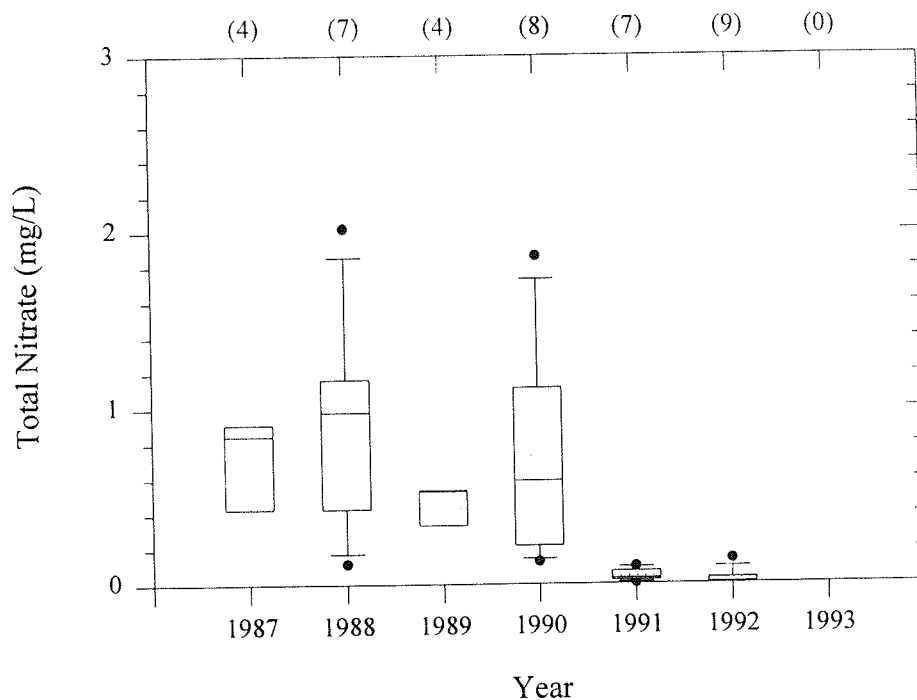 (4) (7) (4) (8) (7) (9) (0)
3
2
1
0
Total Nitrate (mg/L)
1987 1988 1989 1990 1991 1992 1993
Year